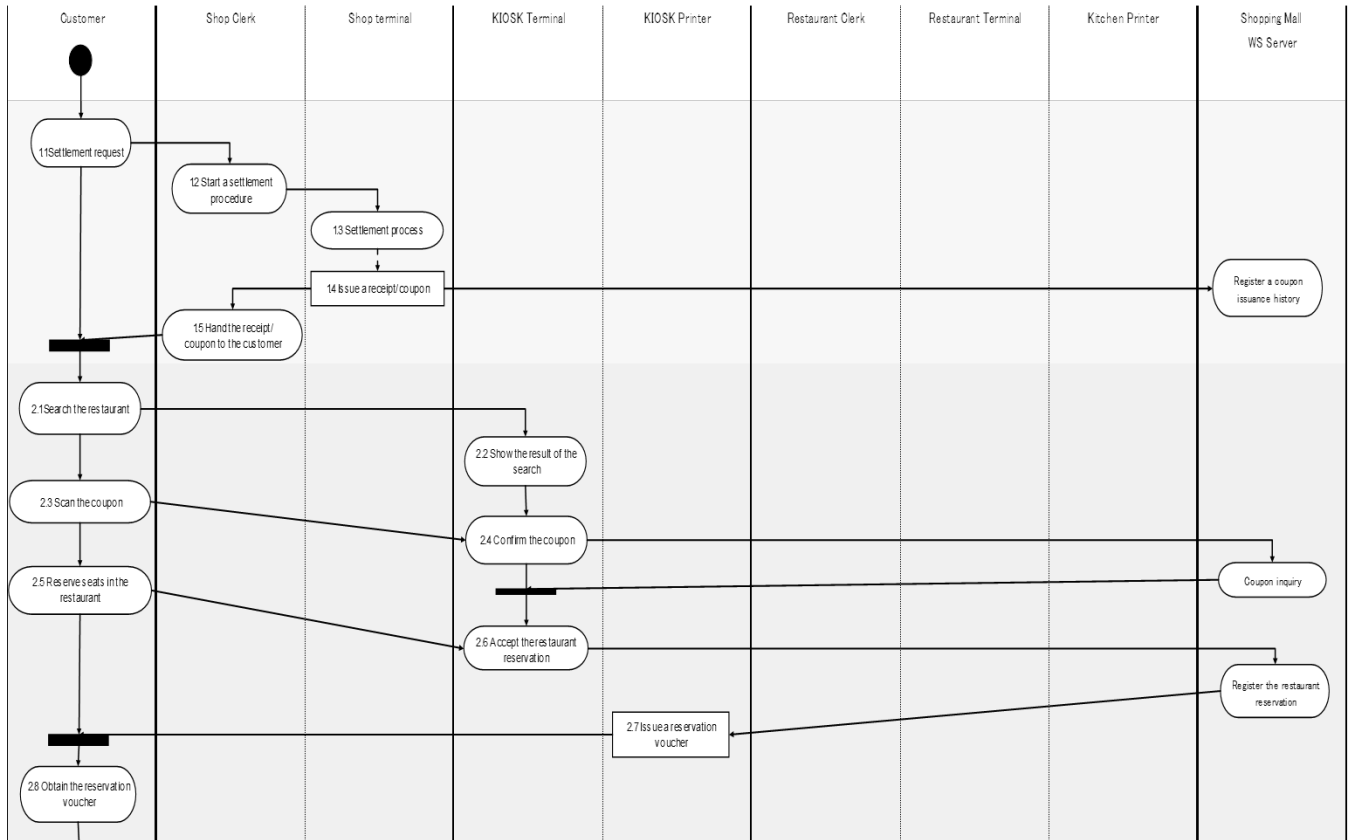 Customer
Shop Clerk
Shop terminal
KIOSK Terminal
KIOSK Printer
Restaurant Clerk
Restaurant Terminal
Kitchen Printer
Shopping Mall
WS Server
1.1Settlement request
1.2 Start a settlement
procedure
1.3 Settlement process
1.4 Issue a receipt/coupon
Register a coupon
issuance history
1.5 Hand the receipt/
coupon to the customer
2.1Search the restaurant
2.2 Show the result of the
search
2.3 Scan the coupon
2.4 Confirm the coupon
Coupon inquiry
2.5 Reserve seats in the
restaurant
2.6 Accept the restaurant
reservation
Register the restaurant
reservation
2.7 Issue a reservation
voucher
2.8 Obtain the reservation
voucher